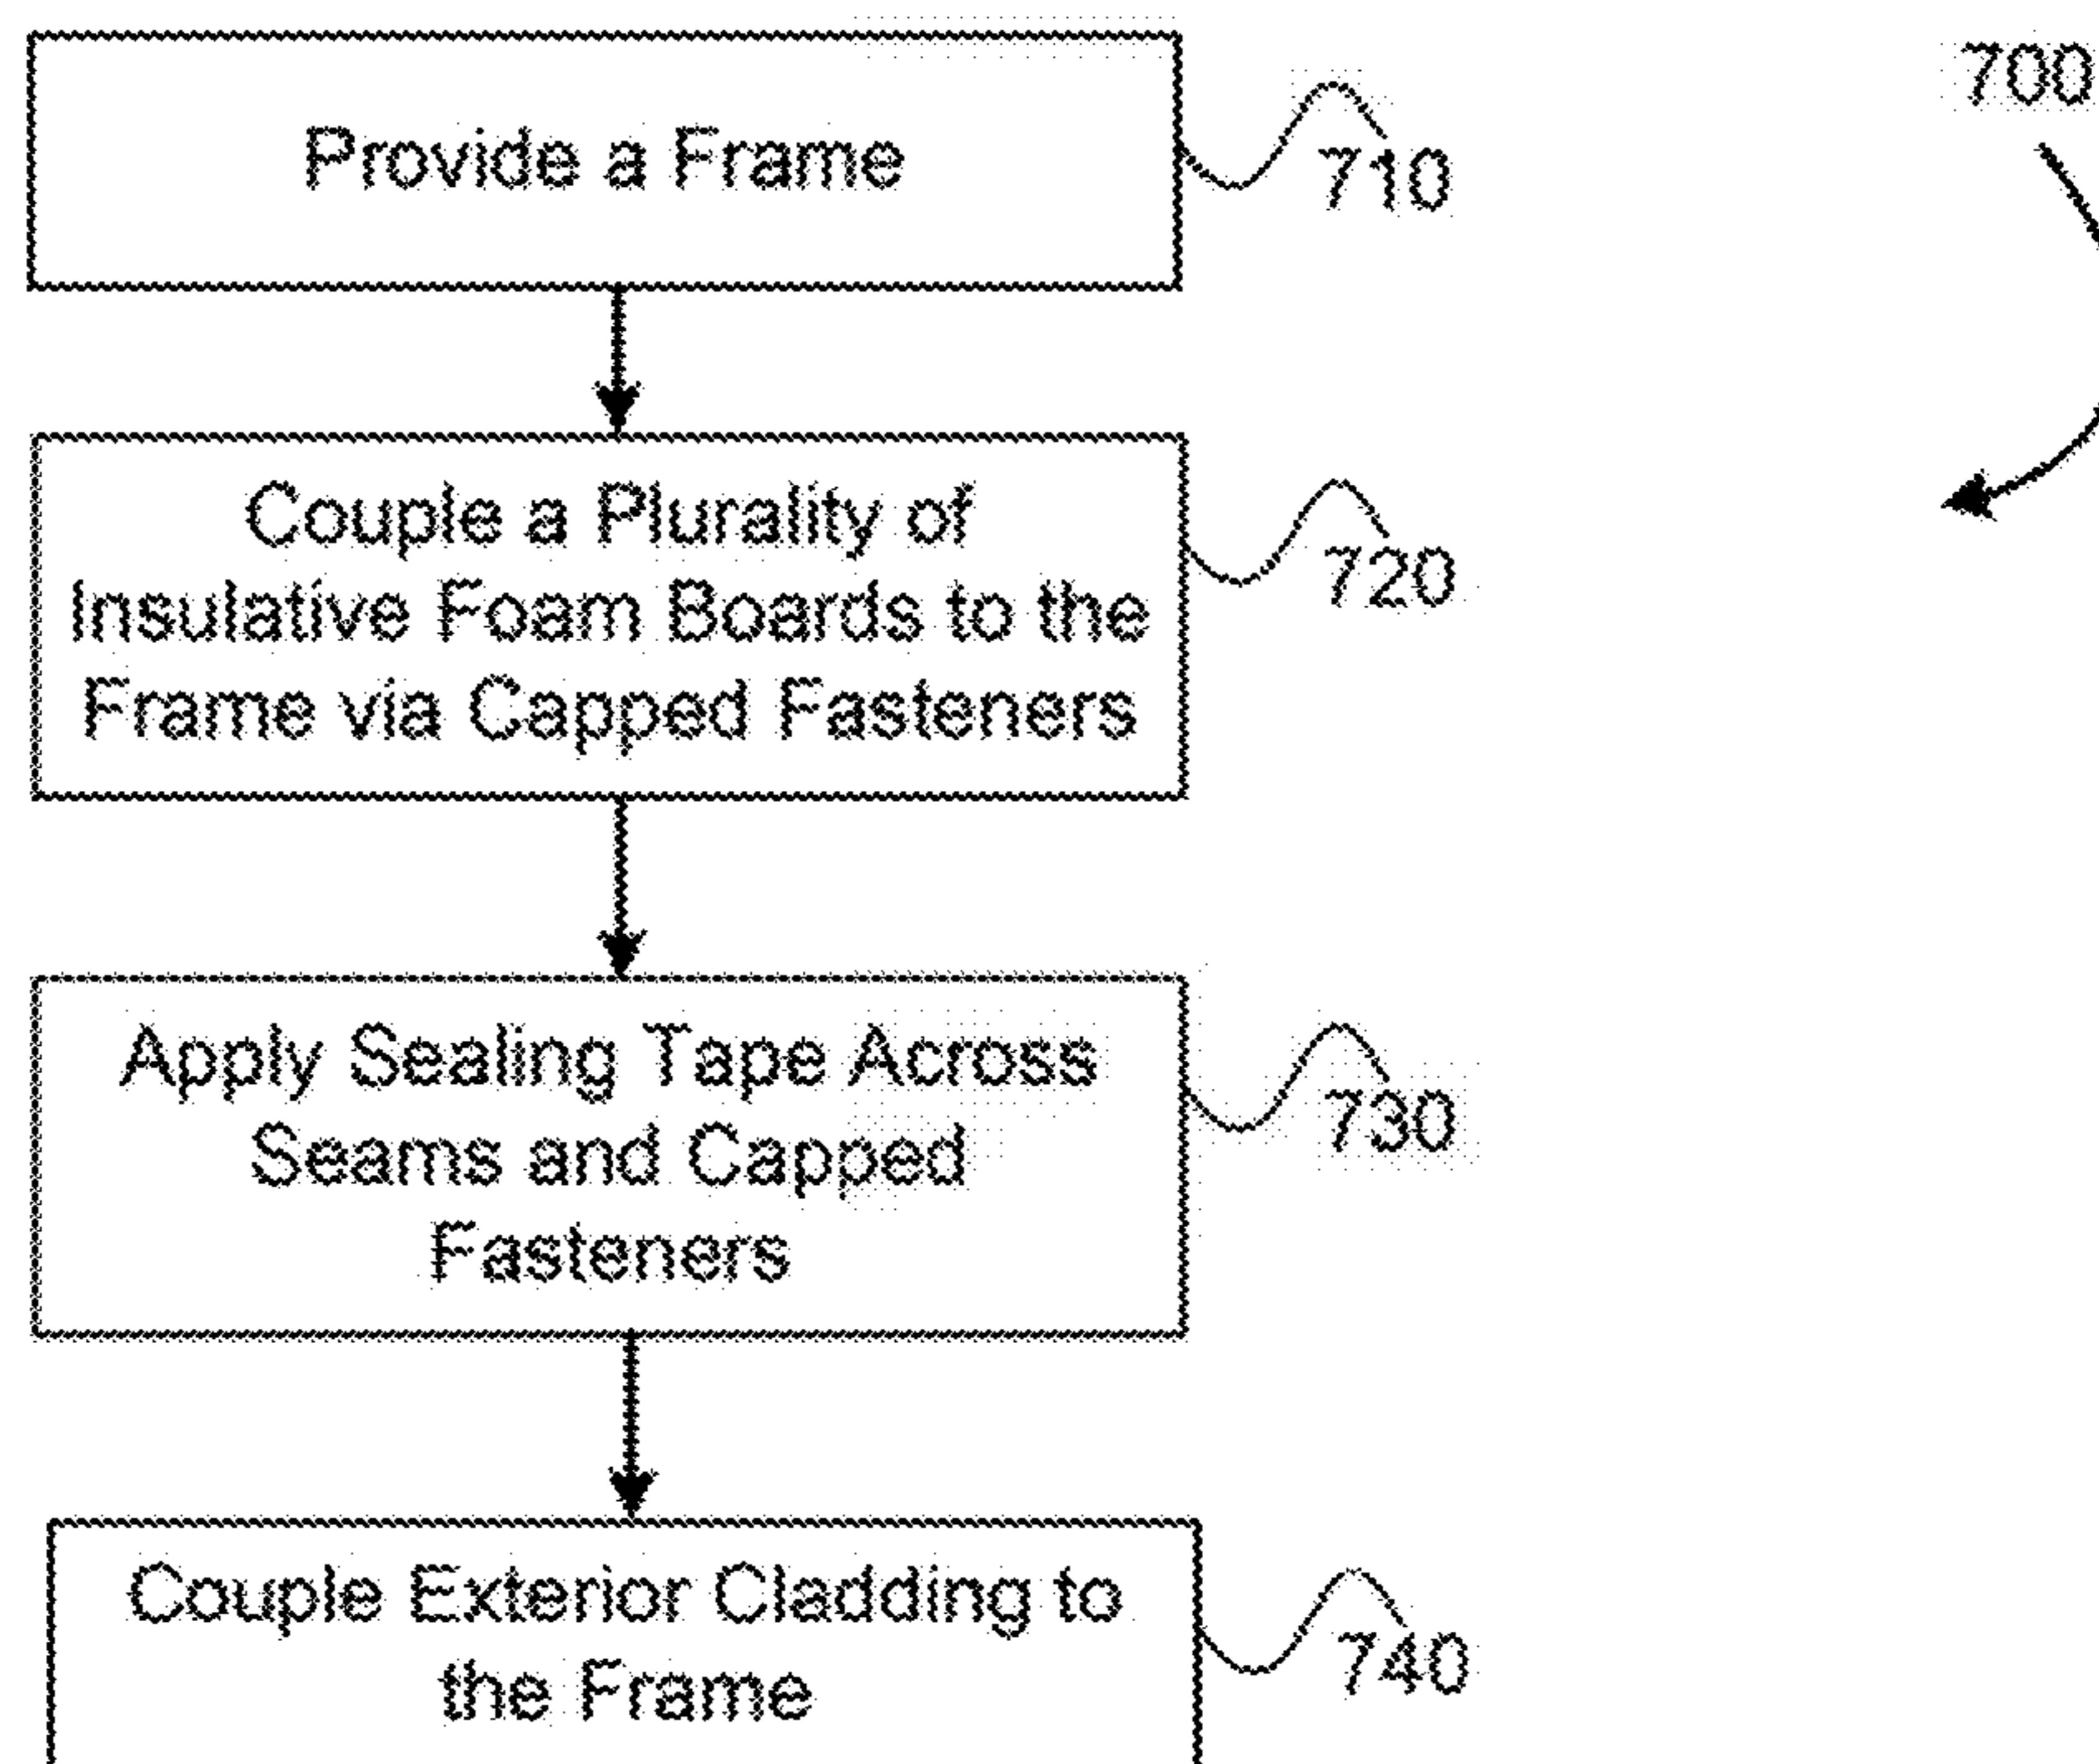 700
Provide a Frame
710
Couple a Plurality of
Insulative Foam Boards to the
Frame via Capped Fasteners
720
Apply Sealing Tape Across
Seams and Capped
Fasteners
730
Couple Exterior Cladding to
the Frame
740